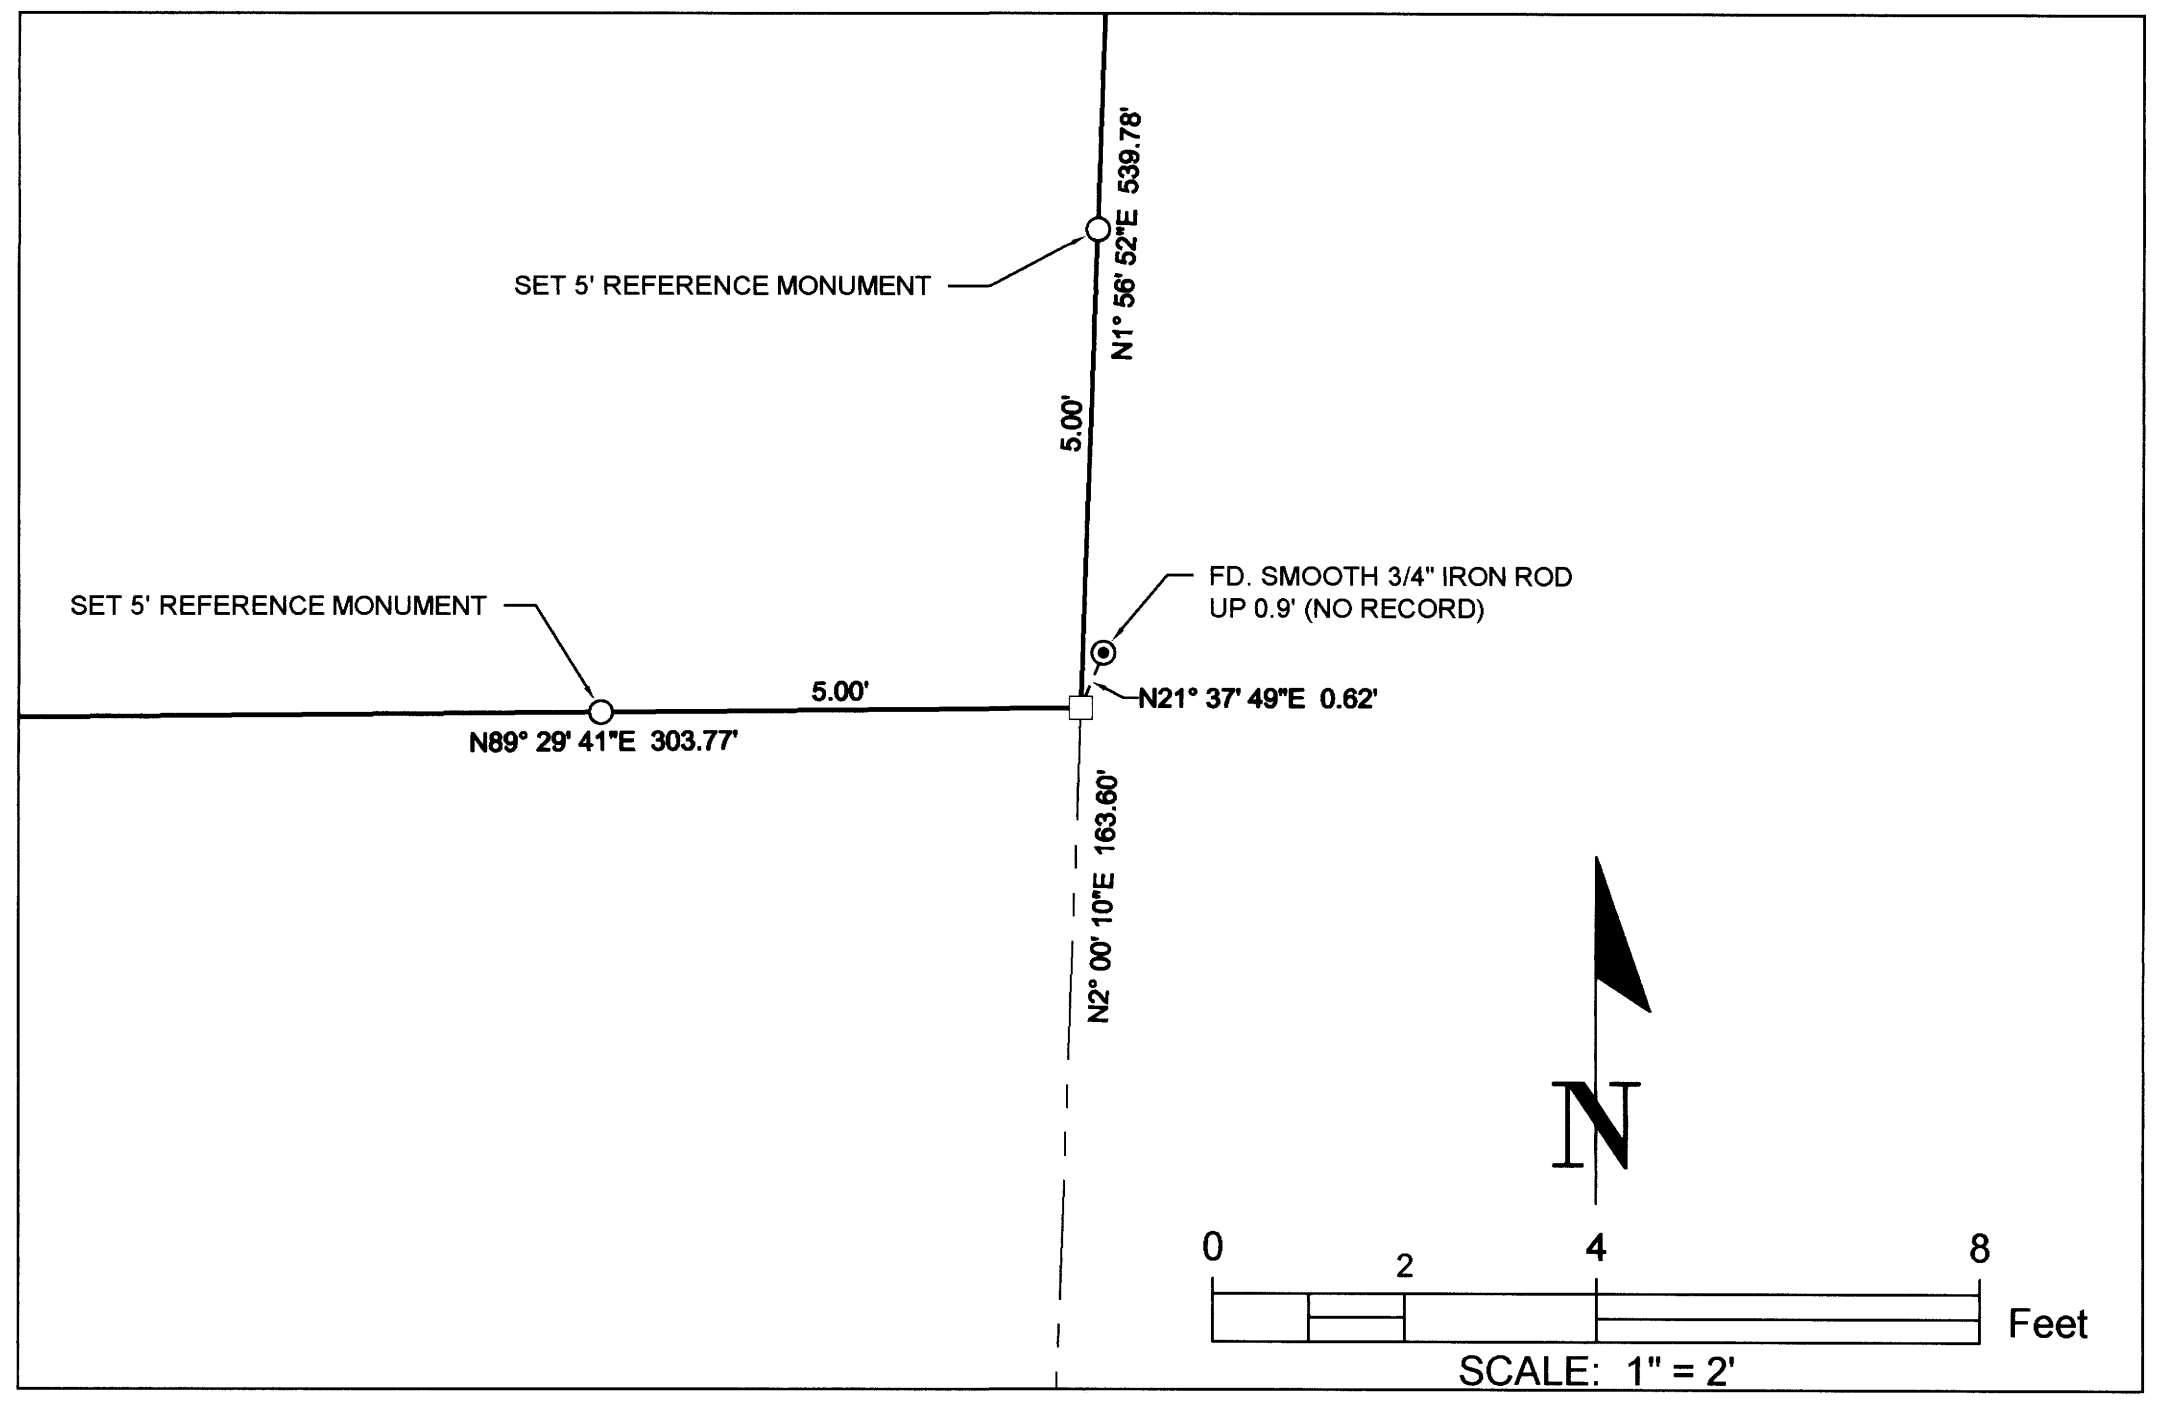 N1° 56' 52"E  539.78'
SET 5' REFERENCE MONUMENT
5.00'
FD. SMOOTH 3/4" IRON ROD
UP 0.9' (NO RECORD)
SET 5' REFERENCE MONUMENT
5.00'
N21° 37' 49"E  0.62'
N89° 29' 41"E  303.77'
N2° 00' 10"E  163.60'
N
0 2 4 8
Feet
SCALE:  1" = 2'